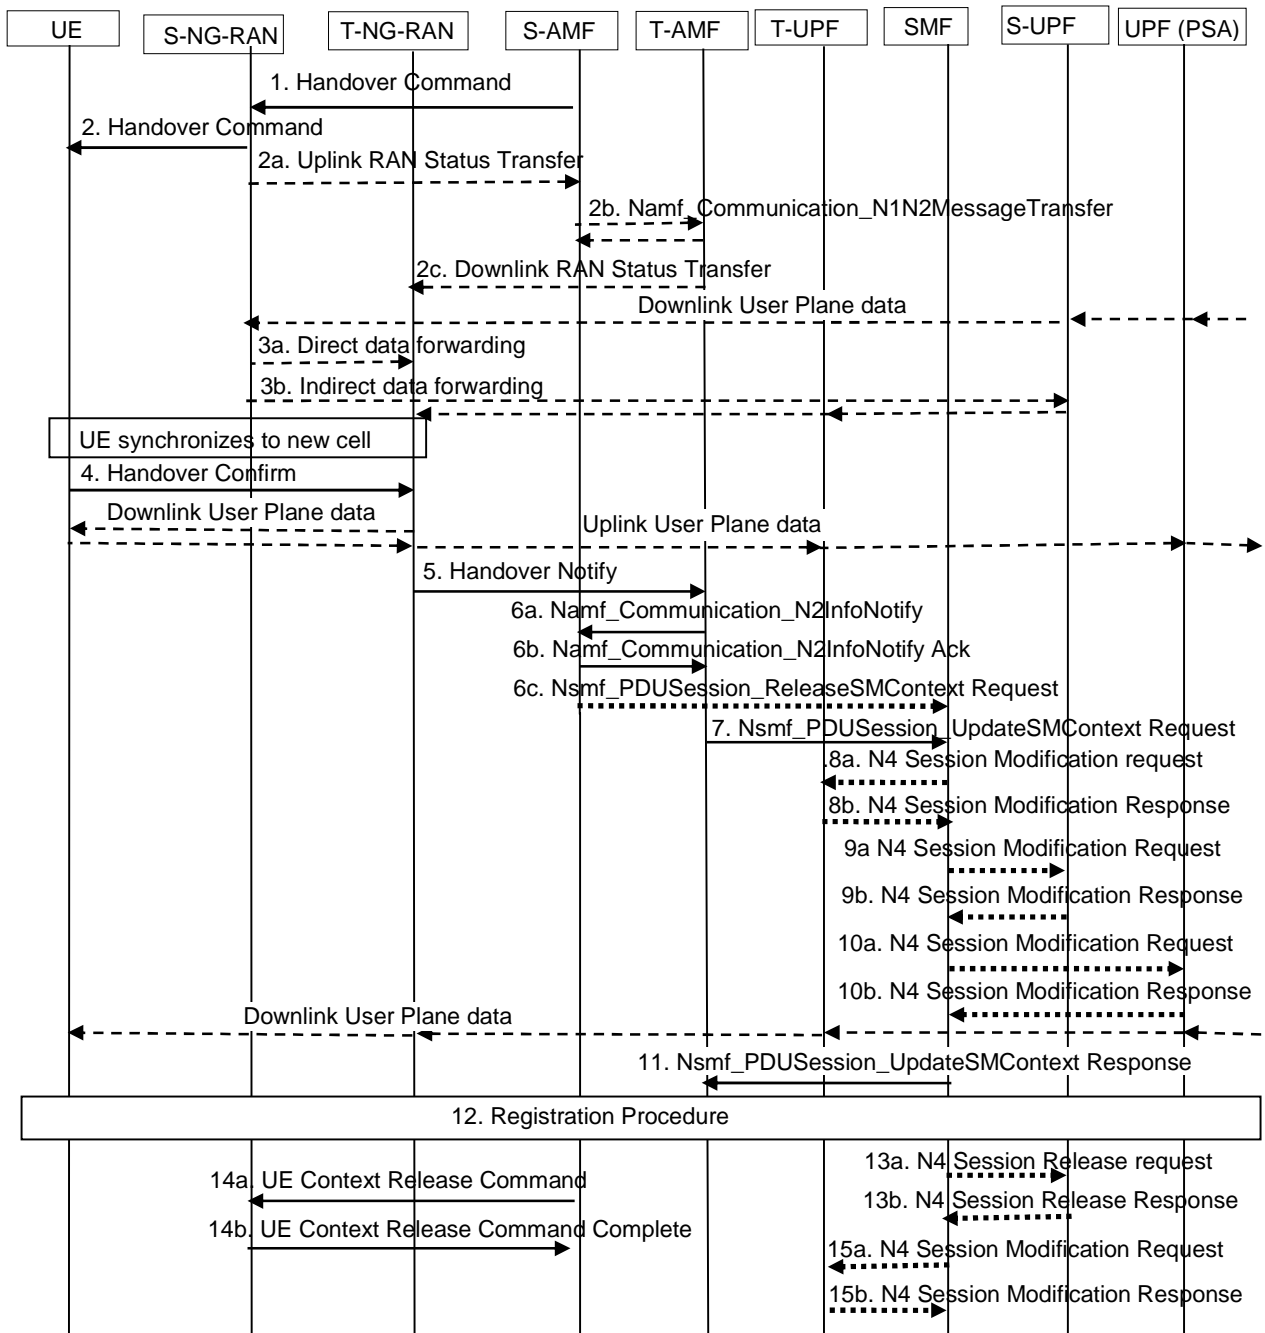 UE
S-NG-RAN
T-NG-RAN
S-AMF
T-AMF
T-UPF
SMF
S-UPF
UPF (PSA)
1. Handover Command
2. Handover Command
2a. Uplink RAN Status Transfer
2b. Namf_Communication_N1N2MessageTransfer
2c. Downlink RAN Status Transfer
Downlink User Plane data
3a. Direct data forwarding
3b. Indirect data forwarding
UE synchronizes to new cell
4. Handover Confirm
Downlink User Plane data
Uplink User Plane data
5. Handover Notify
6a. Namf_Communication_N2InfoNotify
6b. Namf_Communication_N2InfoNotify Ack
6c. Nsmf_PDUSession_ReleaseSMContext Request
7. Nsmf_PDUSession_UpdateSMContext Request
.8a. N4 Session Modification request
8b. N4 Session Modification Response
9a N4 Session Modification Request
9b. N4 Session Modification Response
10a. N4 Session Modification Request
10b. N4 Session Modification Response
Downlink User Plane data
11. Nsmf_PDUSession_UpdateSMContext Response
12. Registration Procedure
13a. N4 Session Release request
14a. UE Context Release Command
13b. N4 Session Release Response
14b. UE Context Release Command Complete
15a. N4 Session Modification Request
15b. N4 Session Modification Response